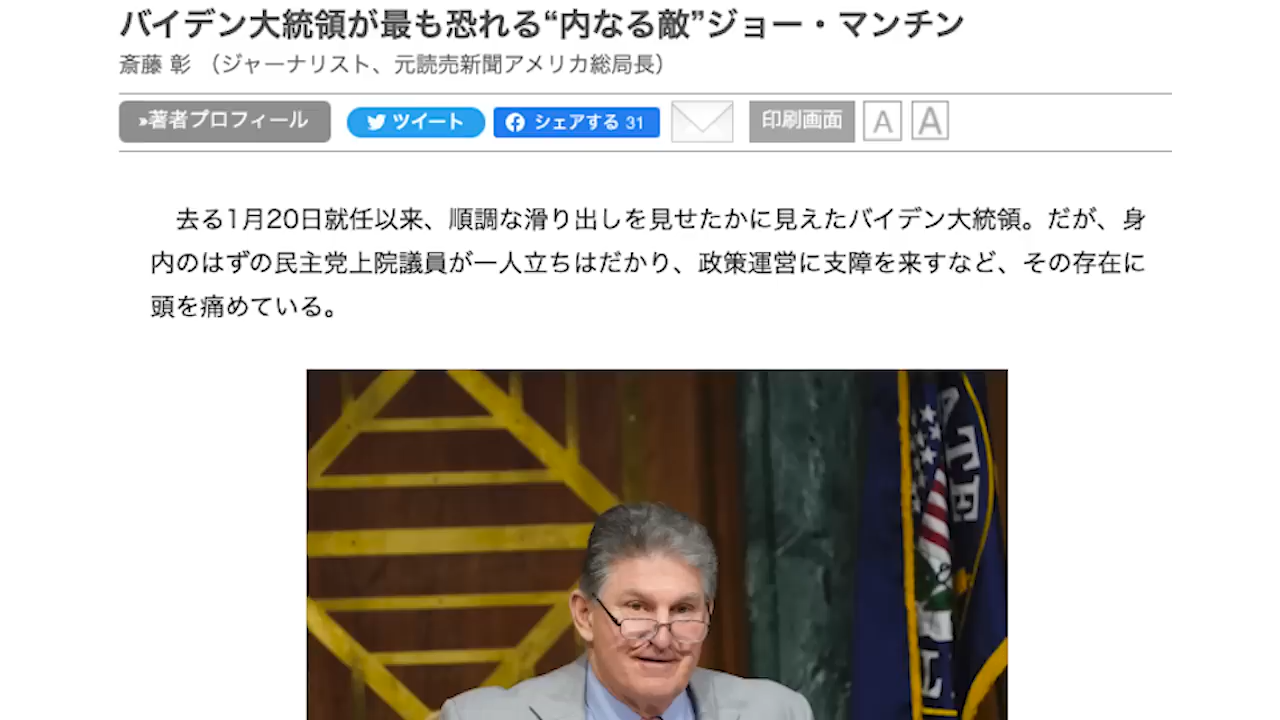 バイデン大統領が最も恐れる“内なる敵”ジョー・マンチン
斎藤 彰 （ジャーナリスト、元読売新聞アメリカ総局長）
»著者プロフィール ツイート シェアする 31 印刷画面 A A
去る1月20日就任以来、順調な滑り出しを見せたかに見えたバイデン大統領。だが、身
内のはずの民主党上院議員が一人立ちはだかり、政策運営に支障を来すなど、その存在に
頭を痛めている。